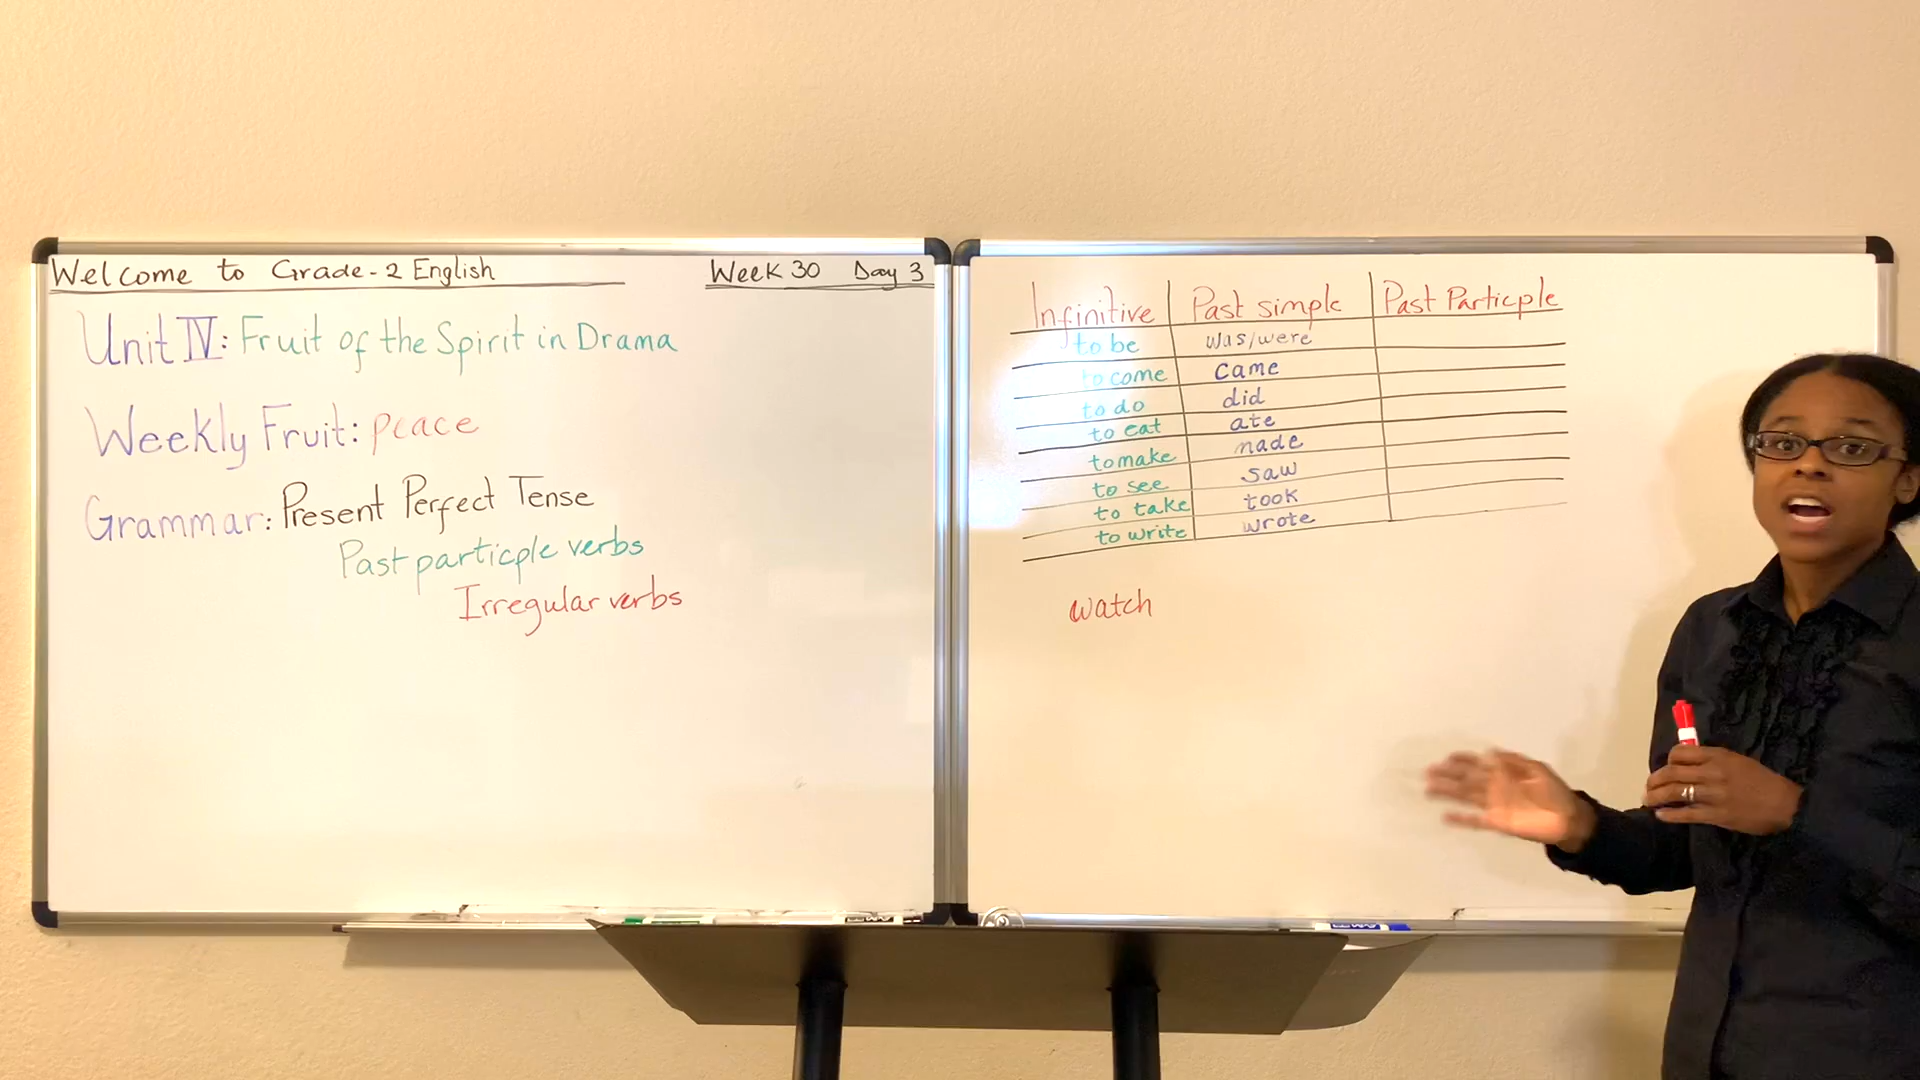 Welcome to Grade-2 English
Week 30 Day 3
Unit IV: Fruit of the Spirit in Drama
Weekly Fruit: peace
Grammar: Present Perfect Tense
Past particple verbs
Irregular verbs
Infinitive Past simple Past Particple
to be was/were
to come came
to do did
to eat ate
to make made
to see saw
to take took
to write wrote
watch